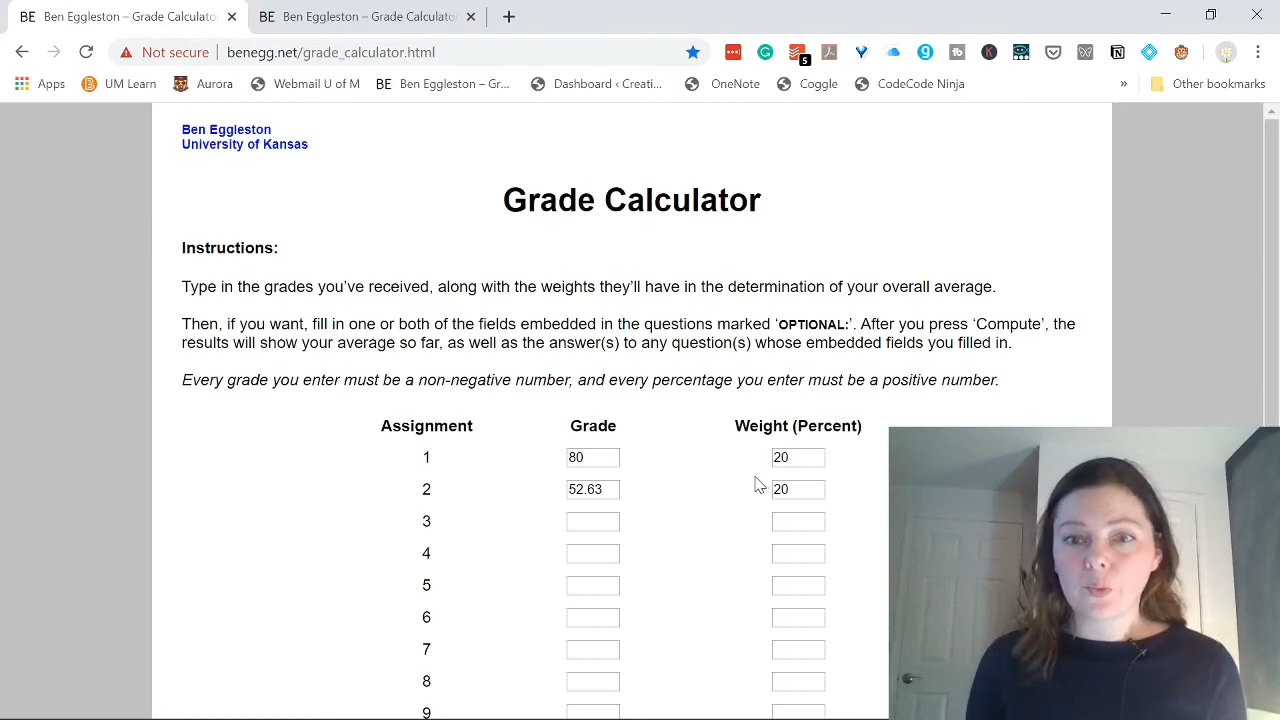 BE Ben Eggleston – Grade Calculato
BE Ben Eggleston – Grade Calculato
Not secure benegg.net/grade_calculator.html
5
Apps UM Learn Aurora Webmail U of M BE Ben Eggleston – Gr... Dashboard ‹ Creati... OneNote Coggle CodeCode Ninja » Other bookmarks
Ben Eggleston
University of Kansas
Grade Calculator
Instructions:
Type in the grades you’ve received, along with the weights they’ll have in the determination of your overall average.
Then, if you want, fill in one or both of the fields embedded in the questions marked ‘OPTIONAL:’. After you press ‘Compute’, the
results will show your average so far, as well as the answer(s) to any question(s) whose embedded fields you filled in.
Every grade you enter must be a non-negative number, and every percentage you enter must be a positive number.
Assignment Grade Weight (Percent)
1 80 20
2 52.63 20
3
4
5
6
7
8
9